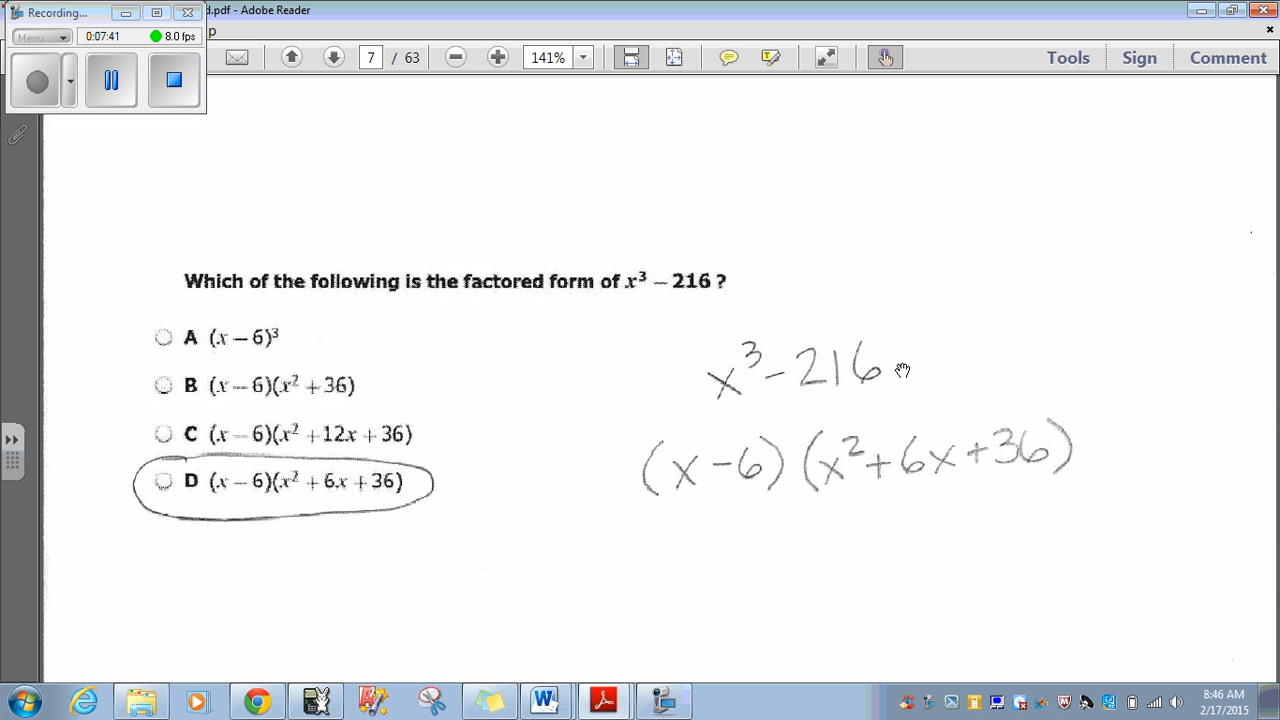 Recording...
d.pdf - Adobe Reader
Menu
0:07:41
8.0 fps
p
7 / 63
141%
Tools
Sign
Comment
Which of the following is the factored form of x³ – 216 ?
A (x – 6)³
B (x – 6)(x² + 36)
C (x – 6)(x² + 12x + 36)
D (x – 6)(x² + 6x + 36)
x³ - 216
(x - 6) (x² + 6x + 36)
8:46 AM
2/17/2015